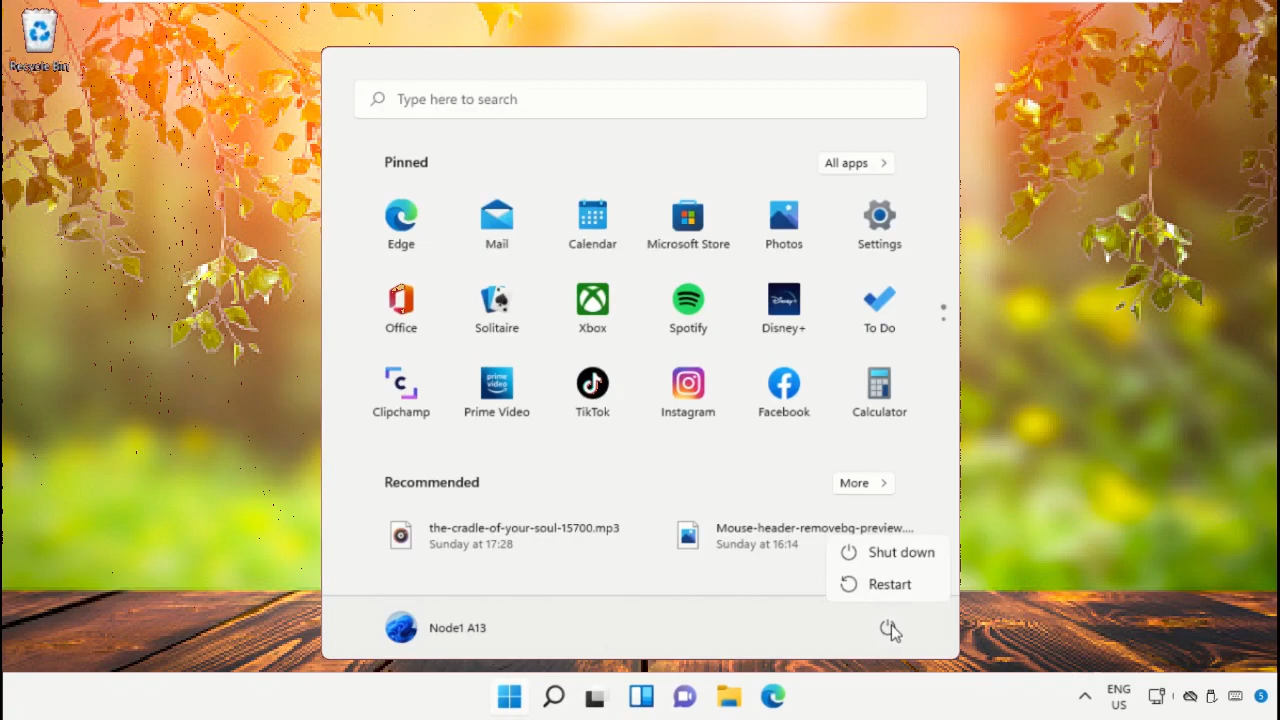 Recycle Bin
Type here to search
Pinned
All apps
Edge
Mail
Calendar
Microsoft Store
Photos
Settings
Office
Solitaire
Xbox
Spotify
Disney+
To Do
Clipchamp
Prime Video
TikTok
Instagram
Facebook
Calculator
Recommended
More
the-cradle-of-your-soul-15700.mp3
Sunday at 17:28
Mouse-header-removebq-preview....
Sunday at 16:14
Shut down
Restart
Node1 A13
ENG
US
5